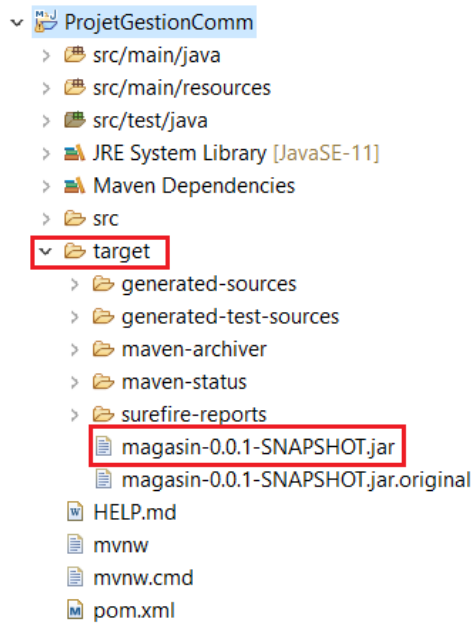 ProjetGestionComm
src/main/java
src/main/resources
src/test/java
JRE System Library [JavaSE-11]
Maven Dependencies
src
target
generated-sources
generated-test-sources
maven-archiver
maven-status
surefire-reports
magasin-0.0.1-SNAPSHOT.jar
magasin-0.0.1-SNAPSHOT.jar.original
HELP.md
mvnw
mvnw.cmd
pom.xml